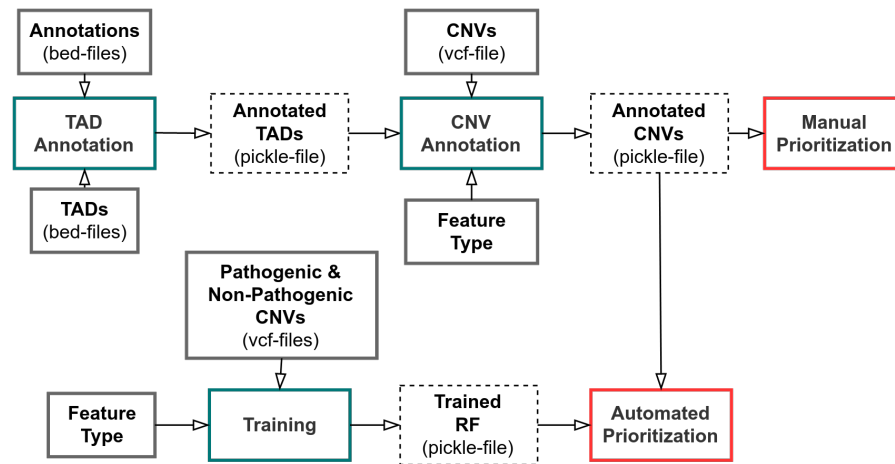 Annotations
(bed-files)
TAD
Annotation
TADs
(bed-files)
Annotated
TADs
(pickle-file)
CNVs
(vcf-file)
CNV
Annotation
Feature
Type
Annotated
CNVs
(pickle-file)
Manual
Prioritization
Pathogenic &
Non-Pathogenic
CNVs
(vcf-files)
Feature
Type
Training
Trained
RF
(pickle-file)
Automated
Prioritization